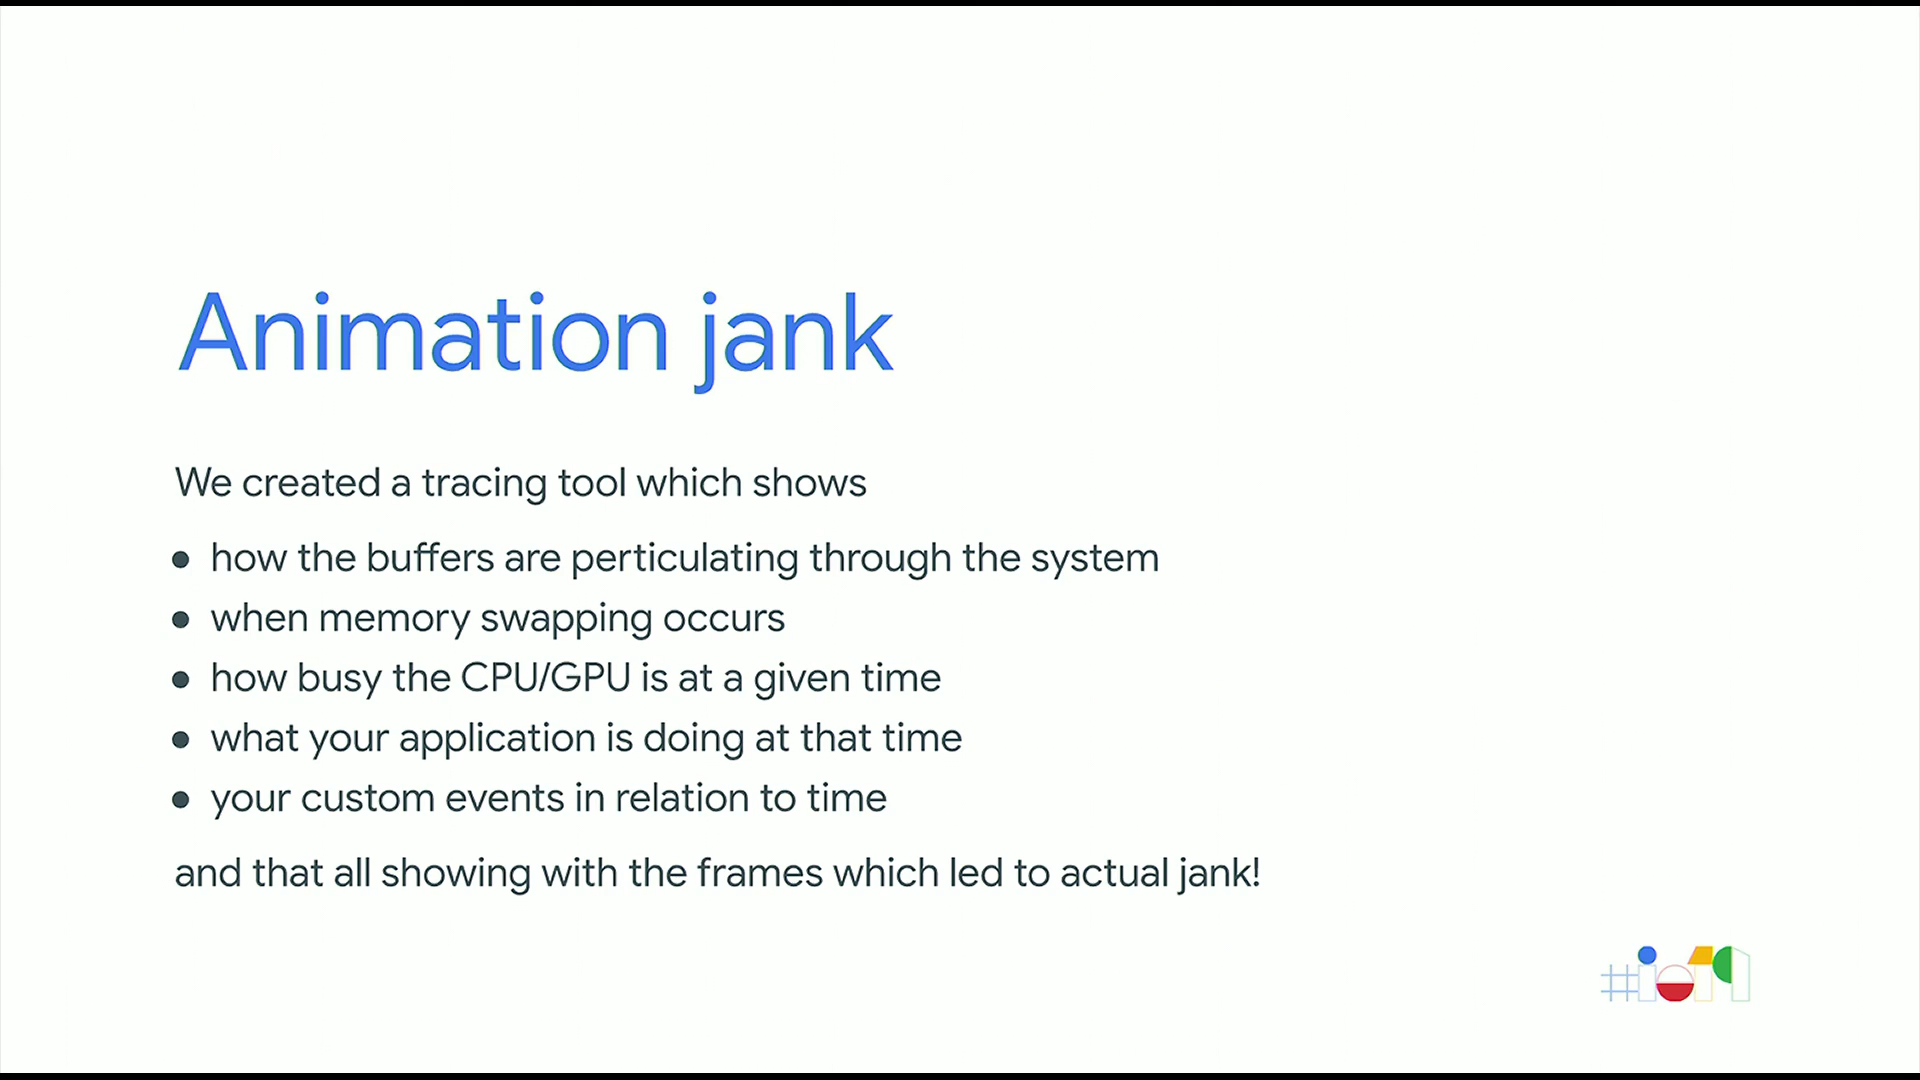 Animation jank
We created a tracing tool which shows
• how the buffers are perticulating through the system
• when memory swapping occurs
• how busy the CPU/GPU is at a given time
• what your application is doing at that time
• your custom events in relation to time
and that all showing with the frames which led to actual jank!
#io19